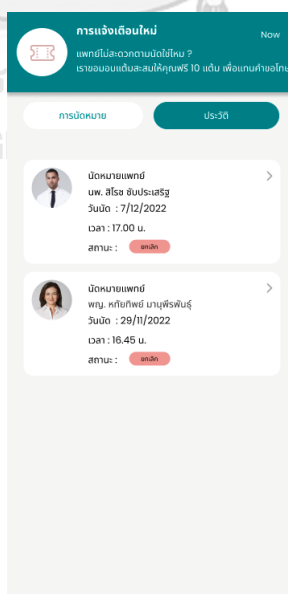 การแจ้งเตือนใหม่
Now
แพทย์ไม่สะดวกตามนัดใช่ไหม ?
เราขอมอบแต้มสะสมให้คุณฟรี 10 แต้ม เพื่อแทนคำขอโทษ
การนัดหมาย
ประวัติ
นัดหมายแพทย์
นพ. สิโรช ซับประเสริฐ
วันนัด : 7/12/2022
เวลา : 17.00 น.
สถานะ : ยกเลิก
นัดหมายแพทย์
พญ. หทัยทิพย์ มานุพีรพันธุ์
วันนัด : 29/11/2022
เวลา : 16.45 น.
สถานะ : ยกเลิก